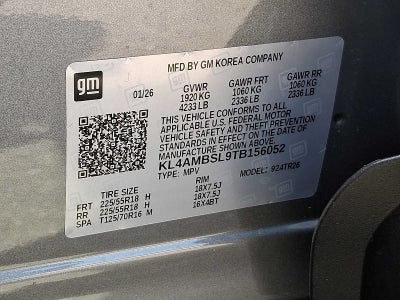 gm
MFD BY GM KOREA COMPANY
01/26 GVWR GAWR FRT GAWR RR
1920 KG 1060 KG 1060 KG
4233 LB 2336 LB 2336 LB
THIS VEHICLE CONFORMS TO ALL
APPLICABLE U.S. FEDERAL MOTOR
VEHICLE SAFETY AND THEFT PREVENTION
STANDARDS IN EFFECT ON THE DATE
OF MANUFACTURE SHOWN ABOVE.
KL4AMBSL9TB156052
TYPE: MPV MODEL: 924TR26
TIRE SIZE RIM
FRT 225/55R18 H 18X7.5J
RR 225/55R18 H 18X7.5J
SPA T125/70R16 M 16X4BT